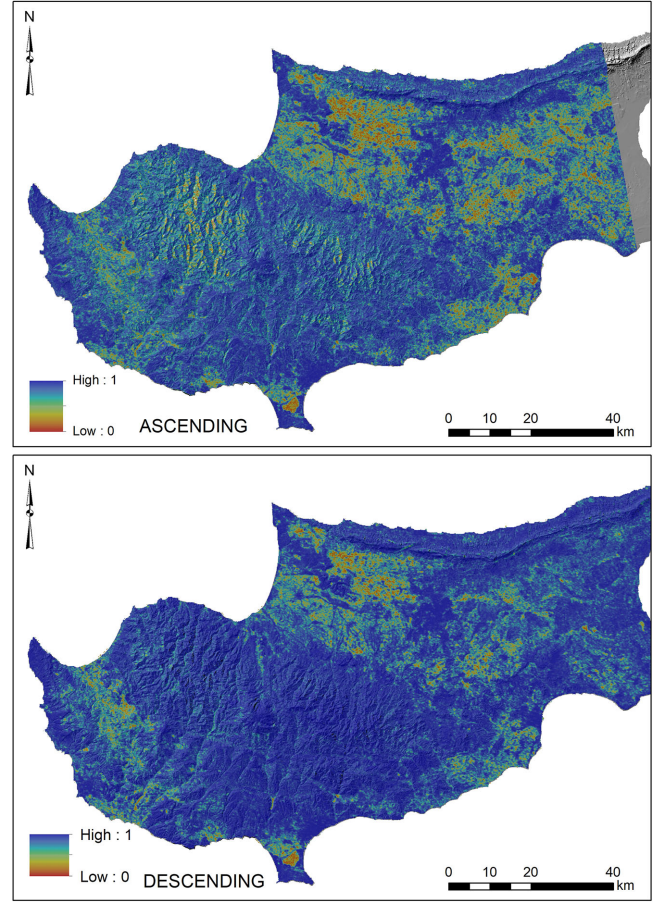 N
High : 1
Low : 0
ASCENDING
0 10 20 40
km
N
High : 1
Low : 0
DESCENDING
0 10 20 40
km